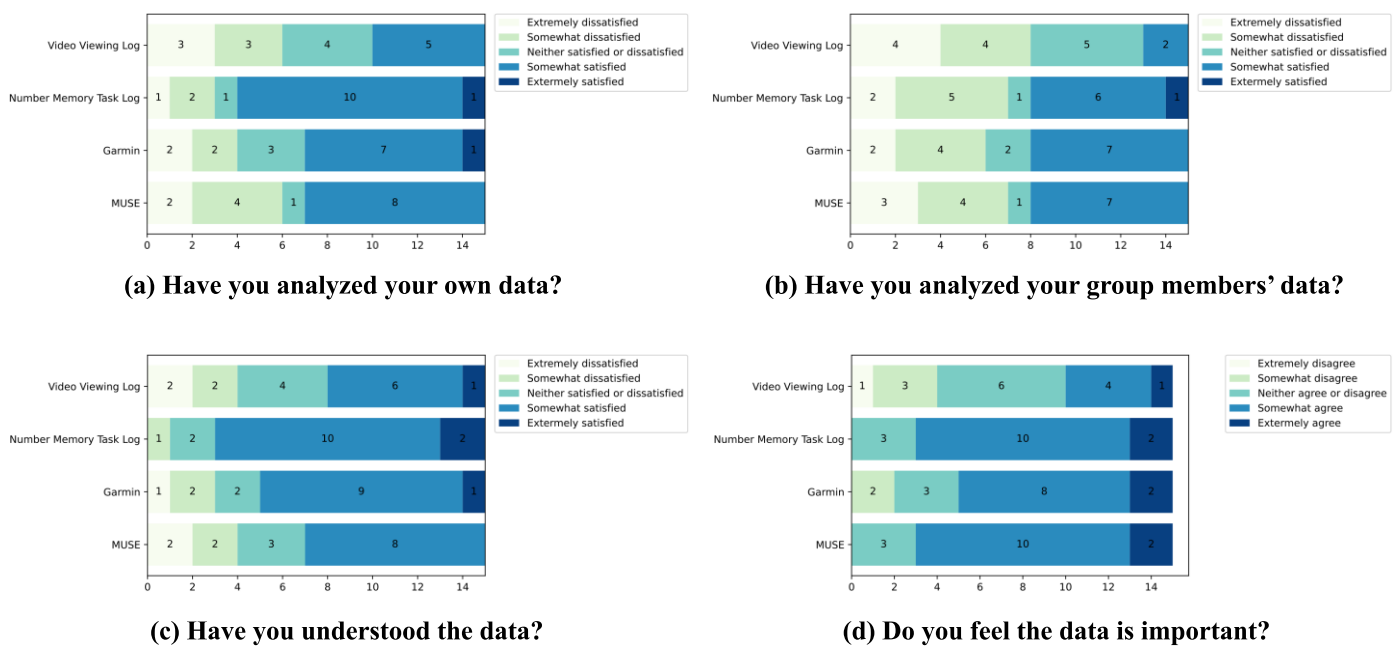 Extremely dissatisfied
Somewhat dissatisfied
Neither satisfied or dissatisfied
Somewhat satisfied
Extermely satisfied
Video Viewing Log
3 3 4 5
Number Memory Task Log
1 2 1 10 1
Garmin
2 2 3 7 1
MUSE
2 4 1 8
0 2 4 6 8 10 12 14
(a) Have you analyzed your own data?
Extremely dissatisfied
Somewhat dissatisfied
Neither satisfied or dissatisfied
Somewhat satisfied
Extermely satisfied
Video Viewing Log
4 4 5 2
Number Memory Task Log
2 5 1 6 1
Garmin
2 4 2 7
MUSE
3 4 1 7
0 2 4 6 8 10 12 14
(b) Have you analyzed your group members' data?
Extremely dissatisfied
Somewhat dissatisfied
Neither satisfied or dissatisfied
Somewhat satisfied
Extermely satisfied
Video Viewing Log
2 2 4 6 1
Number Memory Task Log
1 2 10 2
Garmin
1 2 2 9 1
MUSE
2 2 3 8
0 2 4 6 8 10 12 14
(c) Have you understood the data?
Extremely disagree
Somewhat disagree
Neither agree or disagree
Somewhat agree
Extermely agree
Video Viewing Log
1 3 6 4 1
Number Memory Task Log
3 10 2
Garmin
2 3 8 2
MUSE
3 10 2
0 2 4 6 8 10 12 14
(d) Do you feel the data is important?